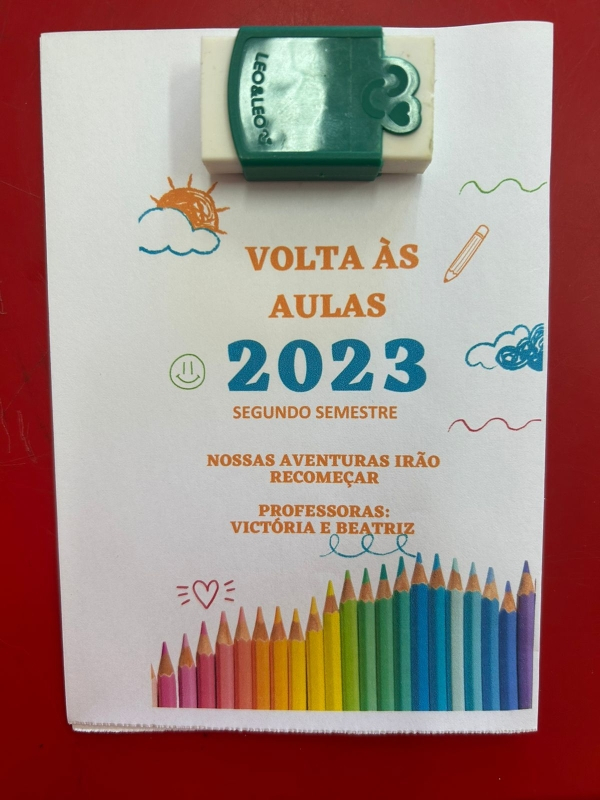 LEO&LEO
VOLTA ÀS
AULAS
2023
SEGUNDO SEMESTRE
NOSSAS AVENTURAS IRÃO
RECOMEÇAR
PROFESSORAS:
VICTÓRIA E BEATRIZ